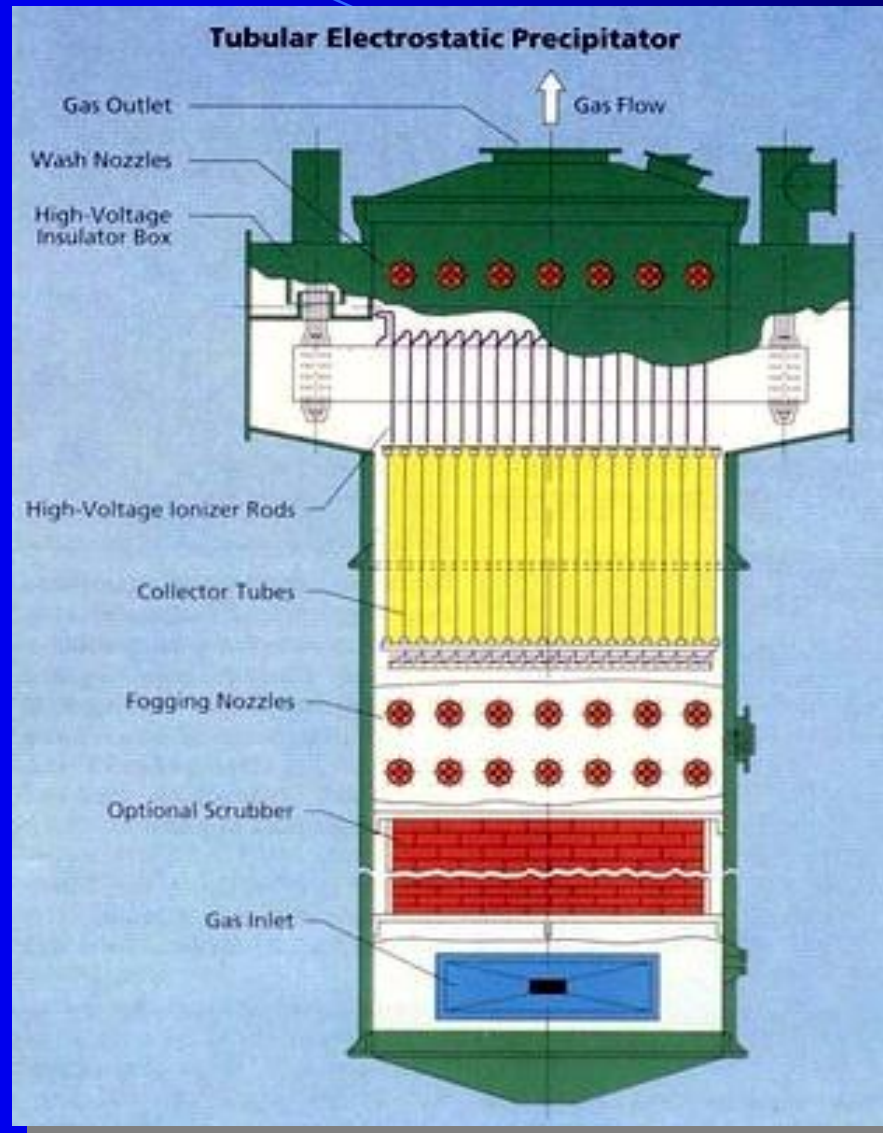 Tubular Electrostatic Precipitator
Gas Outlet
Gas Flow
Wash Nozzles
High-Voltage
Insulator Box
High-Voltage Ionizer Rods
Collector Tubes
Fogging Nozzles
Optional Scrubber
Gas Inlet